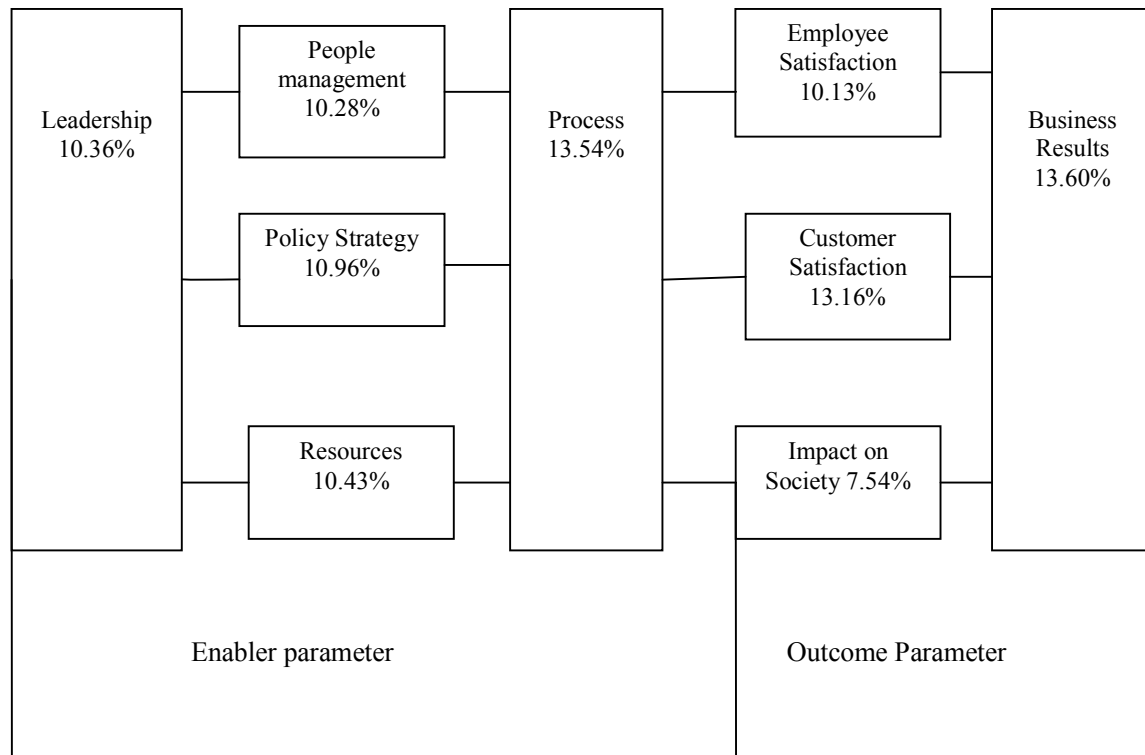 Leadership
10.36%
People
management
10.28%
Policy Strategy
10.96%
Resources
10.43%
Process
13.54%
Employee
Satisfaction
10.13%
Customer
Satisfaction
13.16%
Impact on
Society 7.54%
Business
Results
13.60%
Enabler parameter
Outcome Parameter